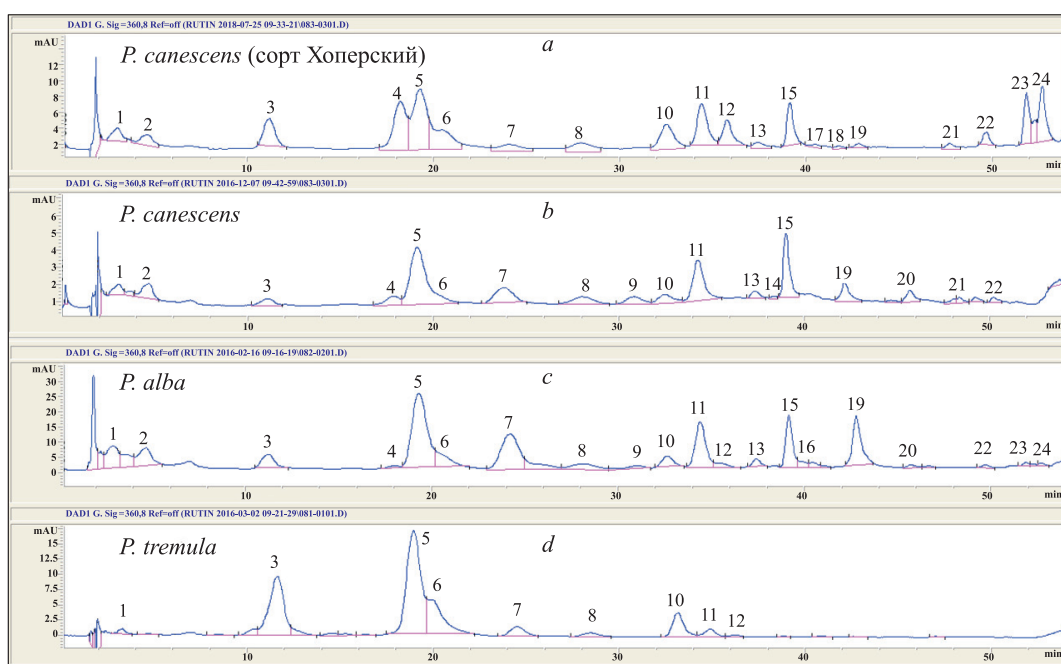 DAD1 G. Sig=360,8 Ref=off (RUTIN 2018-07-25 09-33-21\083-0301.D)
mAU
P. canescens (сорт Хоперский)
a
12
10
8
6
4
2
1 2 3 4 5 6 7 8 10 11 12 13 15 17 18 19 21 22 23 24
10 20 30 40 50 min
DAD1 G. Sig=360,8 Ref=off (RUTIN 2016-12-07 09-42-59\083-0301.D)
mAU
P. canescens
b
6
5
4
3
2
1
1 2 3 4 5 6 7 8 9 10 11 13 14 15 19 20 21 22
10 20 30 40 50 min
DAD1 G. Sig=360,8 Ref=off (RUTIN 2016-02-16 09-16-19\082-0201.D)
mAU
P. alba
c
30
25
20
15
10
5
0
1 2 3 4 5 6 7 8 9 10 11 12 13 15 16 19 20 22 23 24
10 20 30 40 50 min
DAD1 G. Sig=360,8 Ref=off (RUTIN 2016-03-02 09-21-29\081-0101.D)
mAU
P. tremula
d
15
12.5
10
7.5
5
2.5
0
1 3 5 6 7 8 10 11 12
10 20 30 40 50 min